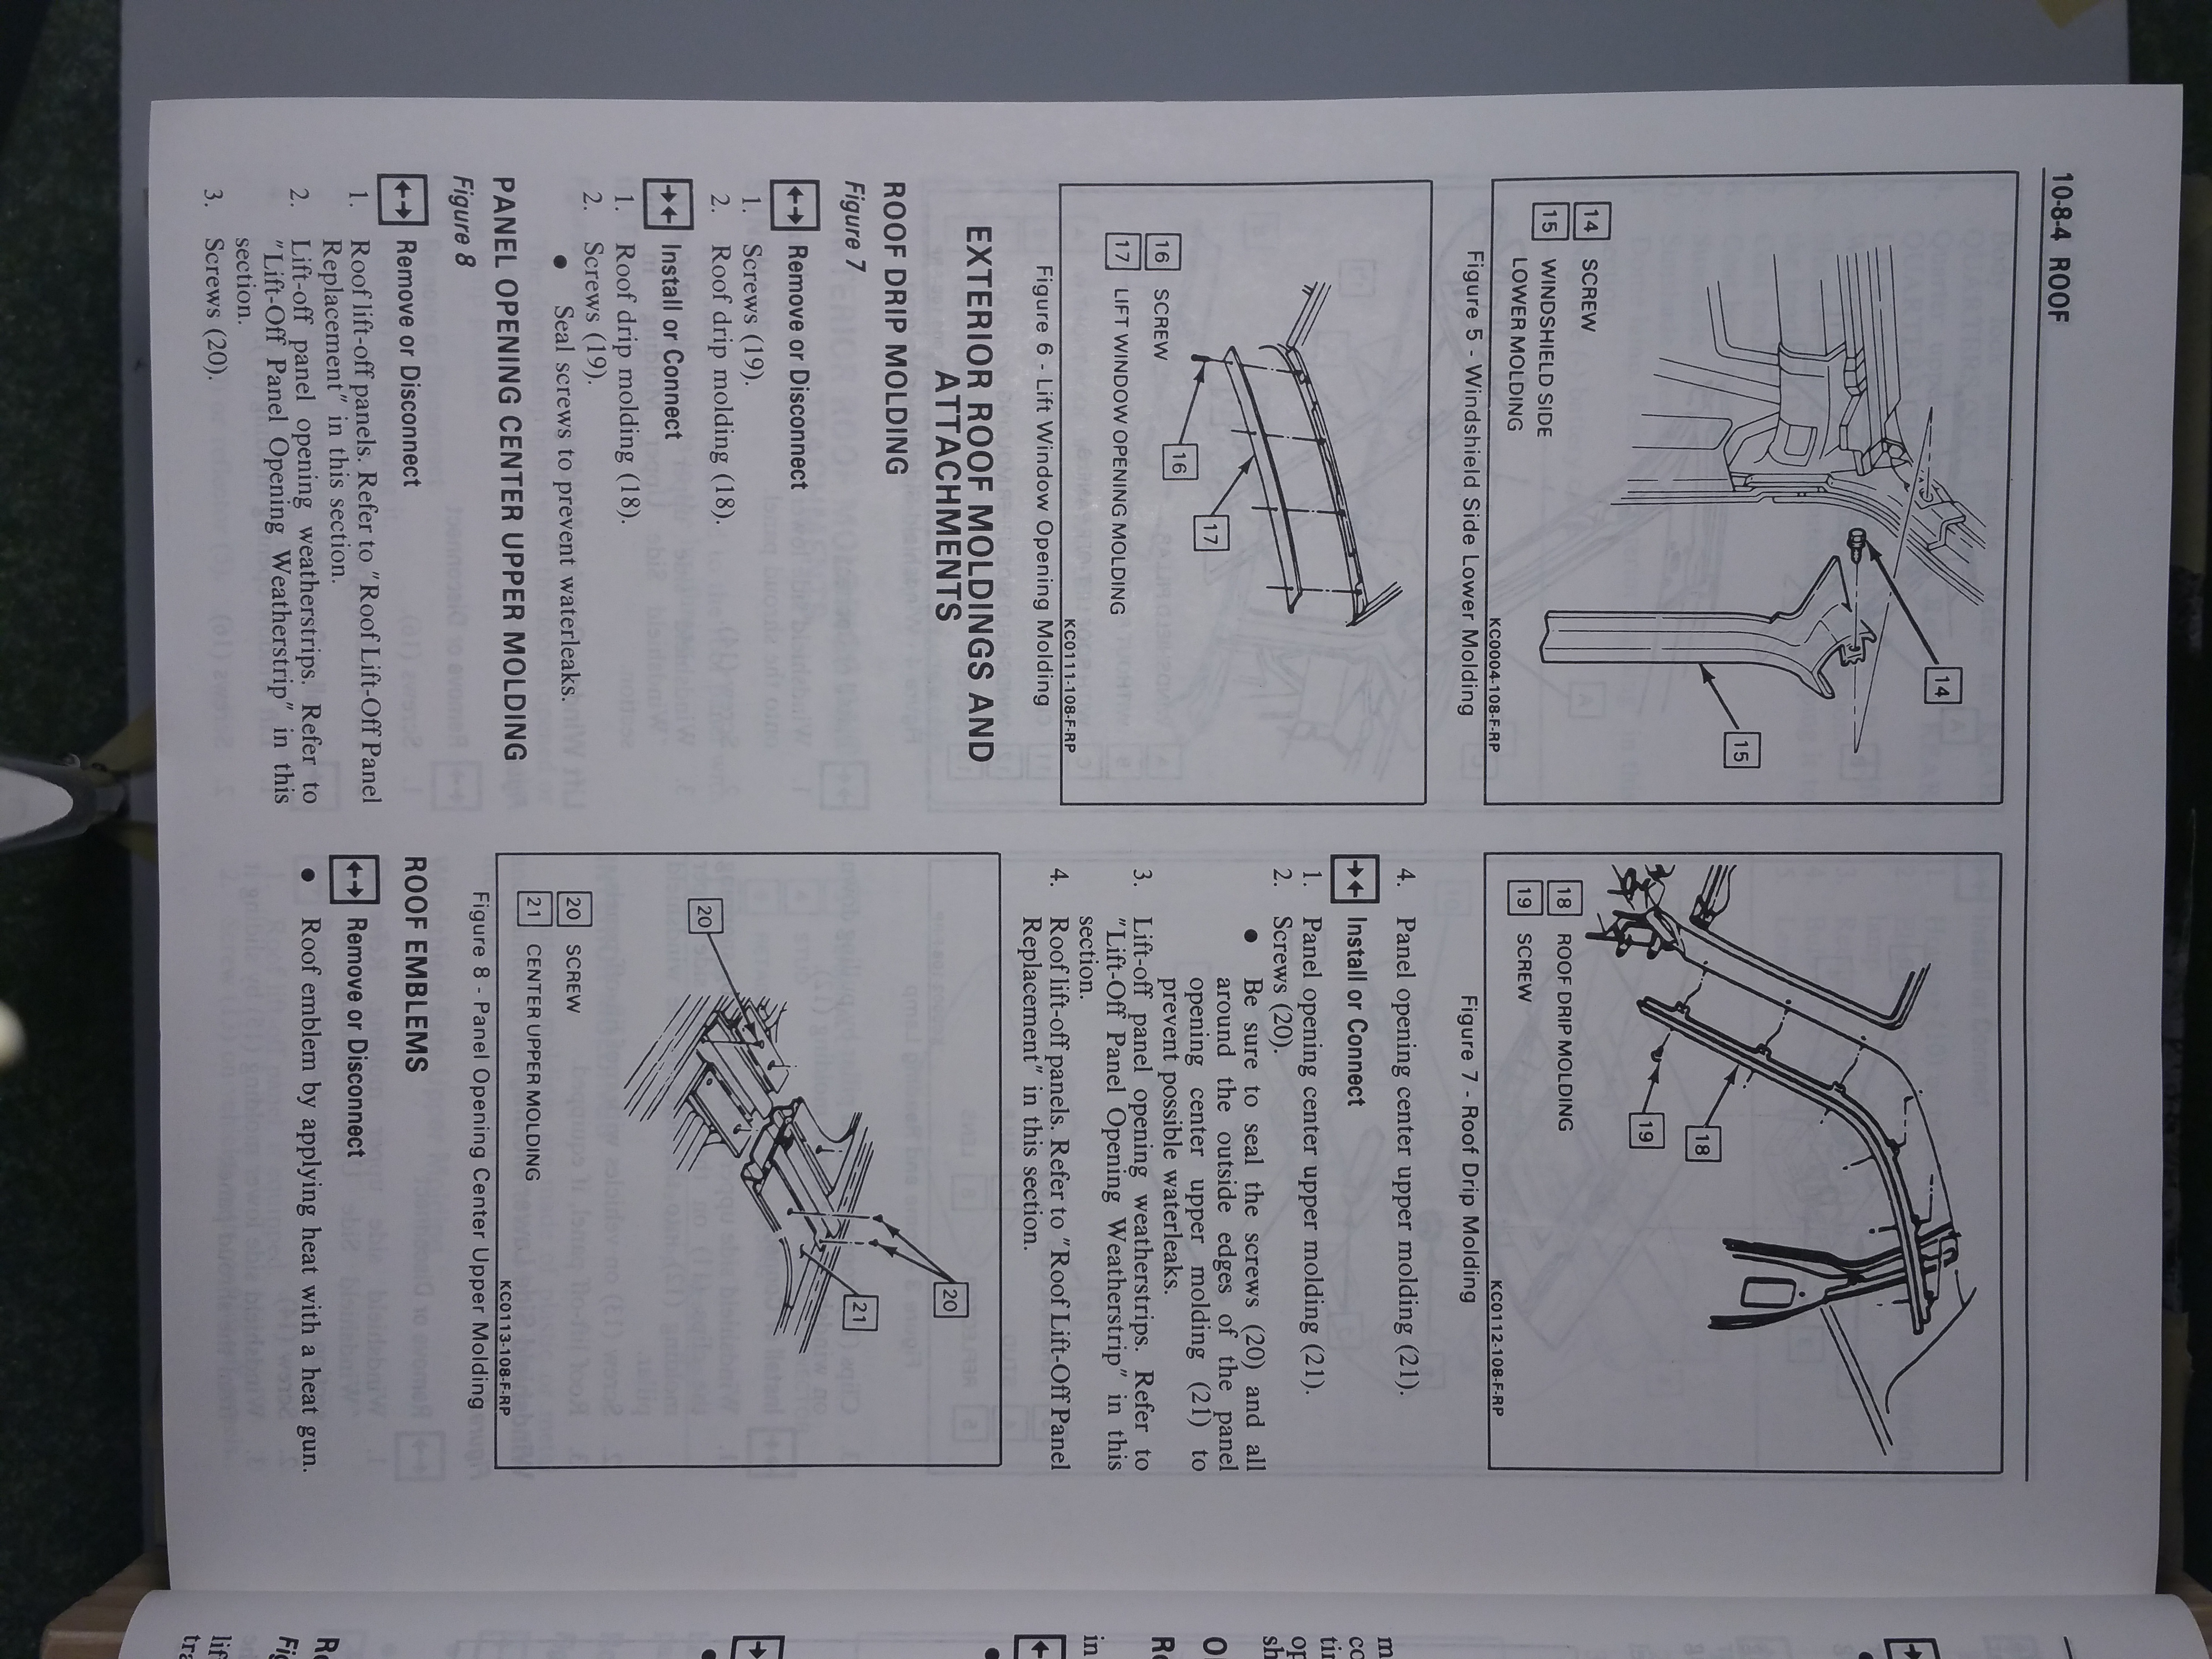 10-8-4 ROOF
14
15
14 SCREW
15 WINDSHIELD SIDE
LOWER MOLDING
KC0004-108-F-RP
Figure 5 - Windshield Side Lower Molding
16
17
16 SCREW
17 LIFT WINDOW OPENING MOLDING
KC0111-108-F-RP
Figure 6 - Lift Window Opening Molding
EXTERIOR ROOF MOLDINGS AND
ATTACHMENTS
ROOF DRIP MOLDING
Figure 7
Remove or Disconnect
1. Screws (19).
2. Roof drip molding (18).
Install or Connect
1. Roof drip molding (18).
2. Screws (19).
● Seal screws to prevent waterleaks.
PANEL OPENING CENTER UPPER MOLDING
Figure 8
Remove or Disconnect
1. Roof lift-off panels. Refer to "Roof Lift-Off Panel
Replacement" in this section.
2. Lift-off panel opening weatherstrips. Refer to
"Lift-Off Panel Opening Weatherstrip" in this
section.
3. Screws (20).
18
19
18 ROOF DRIP MOLDING
19 SCREW
KC0112-108-F-RP
Figure 7 - Roof Drip Molding
4. Panel opening center upper molding (21).
Install or Connect
1. Panel opening center upper molding (21).
2. Screws (20).
● Be sure to seal the screws (20) and all
around the outside edges of the panel
opening center upper molding (21) to
prevent possible waterleaks.
3. Lift-off panel opening weatherstrips. Refer to
"Lift-Off Panel Opening Weatherstrip" in this
section.
4. Roof lift-off panels. Refer to "Roof Lift-Off Panel
Replacement" in this section.
20
20
21
20 SCREW
21 CENTER UPPER MOLDING
KC0113-108-F-RP
Figure 8 - Panel Opening Center Upper Molding
ROOF EMBLEMS
Remove or Disconnect
● Roof emblem by applying heat with a heat gun.